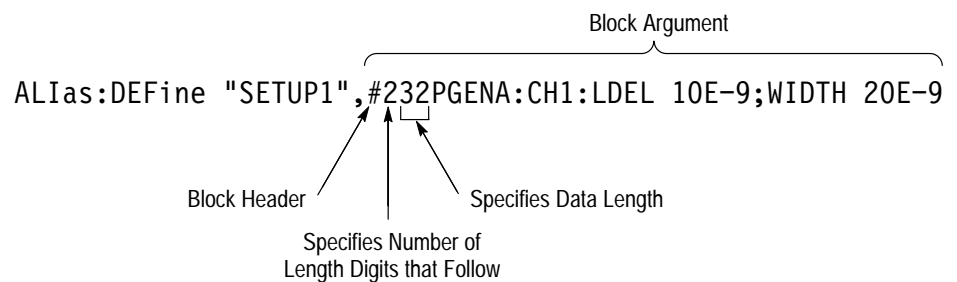 Block Argument
ALIas:DEFine "SETUP1",#232PGENA:CH1:LDEL 10E−9;WIDTH 20E−9
Block Header
Specifies Data Length
Specifies Number of
Length Digits that Follow